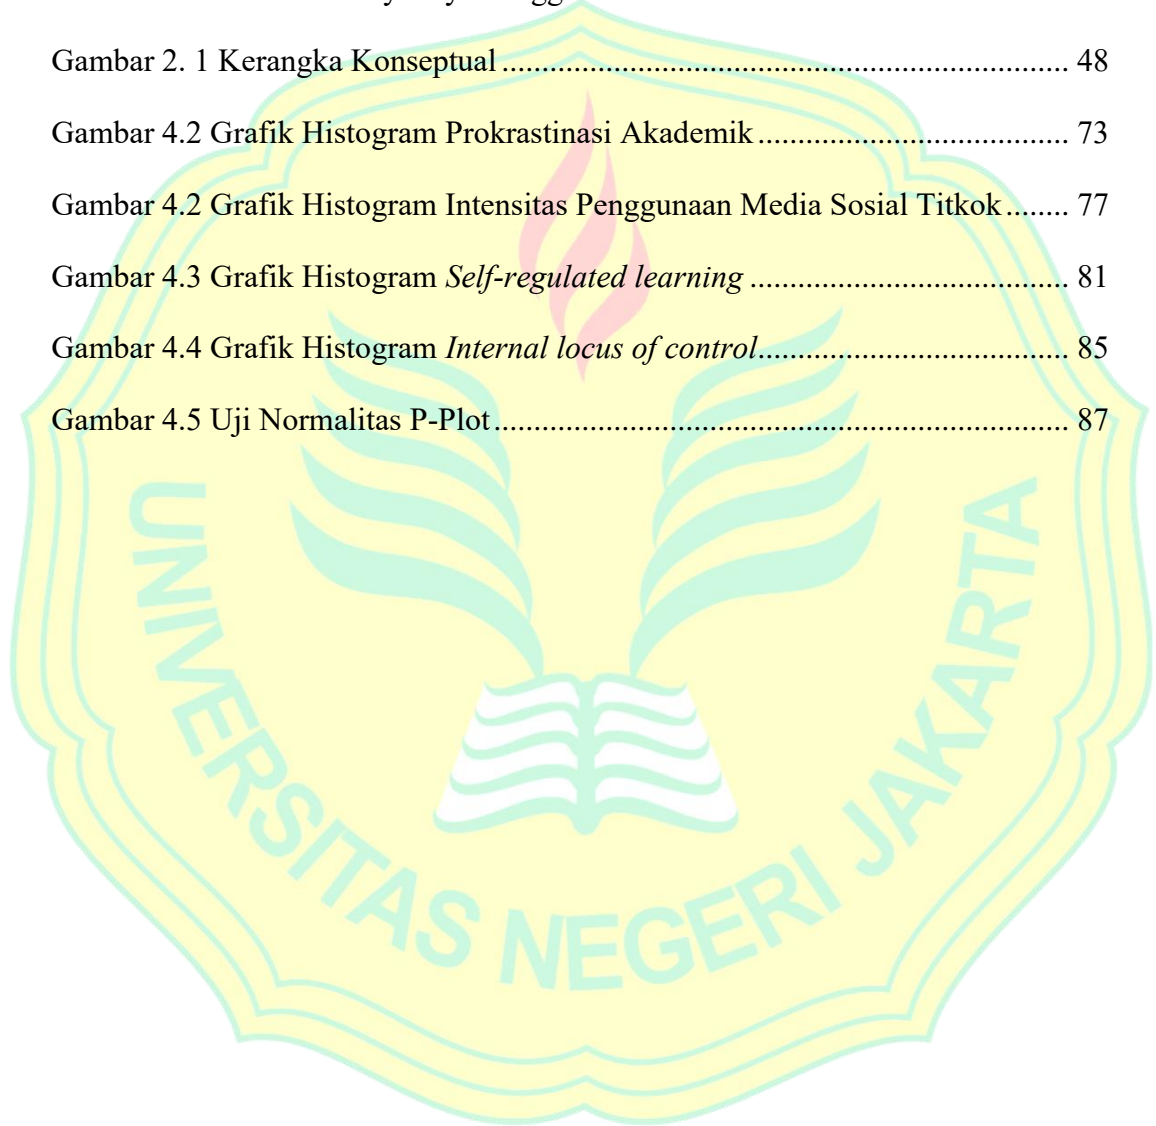 Gambar 2. 1 Kerangka Konseptual ........................................................................ 48
Gambar 4.2 Grafik Histogram Prokrastinasi Akademik ........................................ 73
Gambar 4.2 Grafik Histogram Intensitas Penggunaan Media Sosial Titkok ........ 77
Gambar 4.3 Grafik Histogram Self-regulated learning ......................................... 81
Gambar 4.4 Grafik Histogram Internal locus of control........................................ 85
Gambar 4.5 Uji Normalitas P-Plot ......................................................................... 87
UNIVERSITAS NEGERI JAKARTA